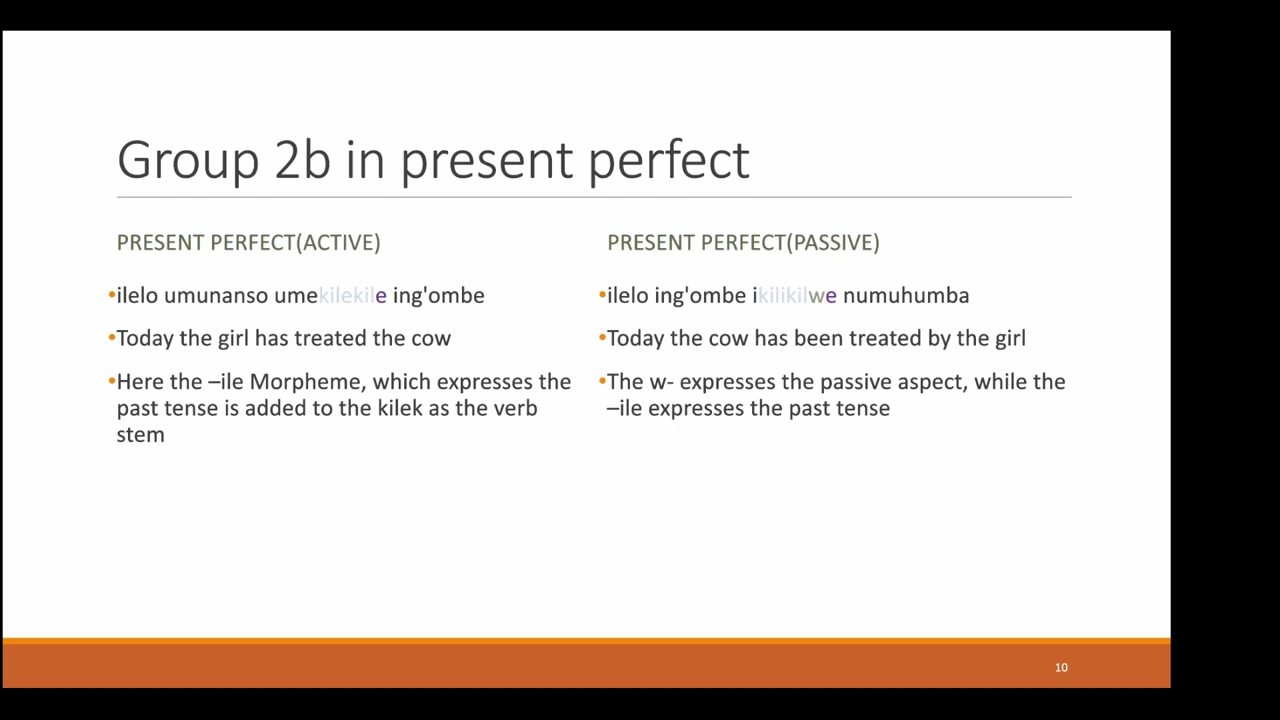 Group 2b in present perfect
PRESENT PERFECT(ACTIVE)
•ilelo umunanso umekilekile ing'ombe
•Today the girl has treated the cow
•Here the –ile Morpheme, which expresses the
past tense is added to the kilek as the verb
stem
PRESENT PERFECT(PASSIVE)
•ilelo ing'ombe ikilikilwe numuhumba
•Today the cow has been treated by the girl
•The w- expresses the passive aspect, while the
–ile expresses the past tense
10